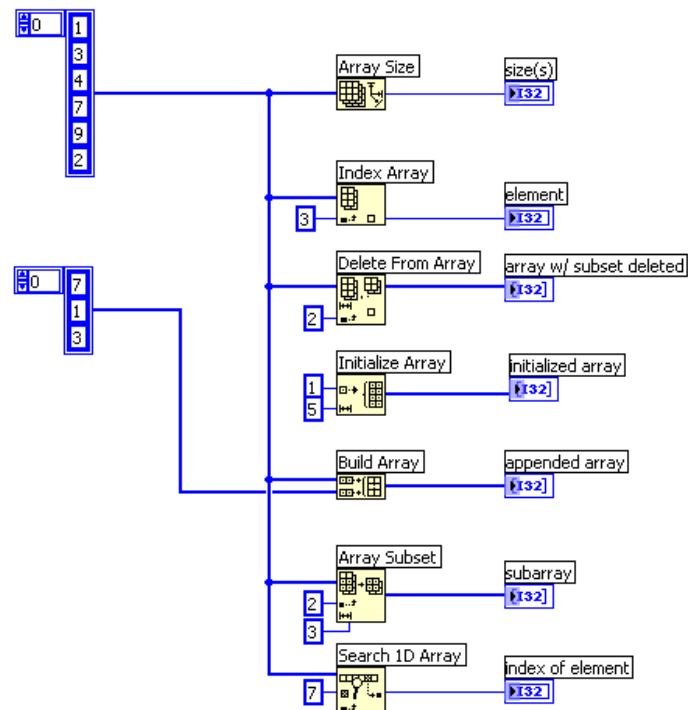 0
1
3
4
7
9
2
Array Size
size(s)
I32
Index Array
element
3
I32
0
7
1
3
Delete From Array
array w/ subset deleted
2
[I32]
Initialize Array
initialized array
1
5
[I32]
Build Array
appended array
[I32]
Array Subset
subarray
2
3
[I32]
Search 1D Array
index of element
7
I32